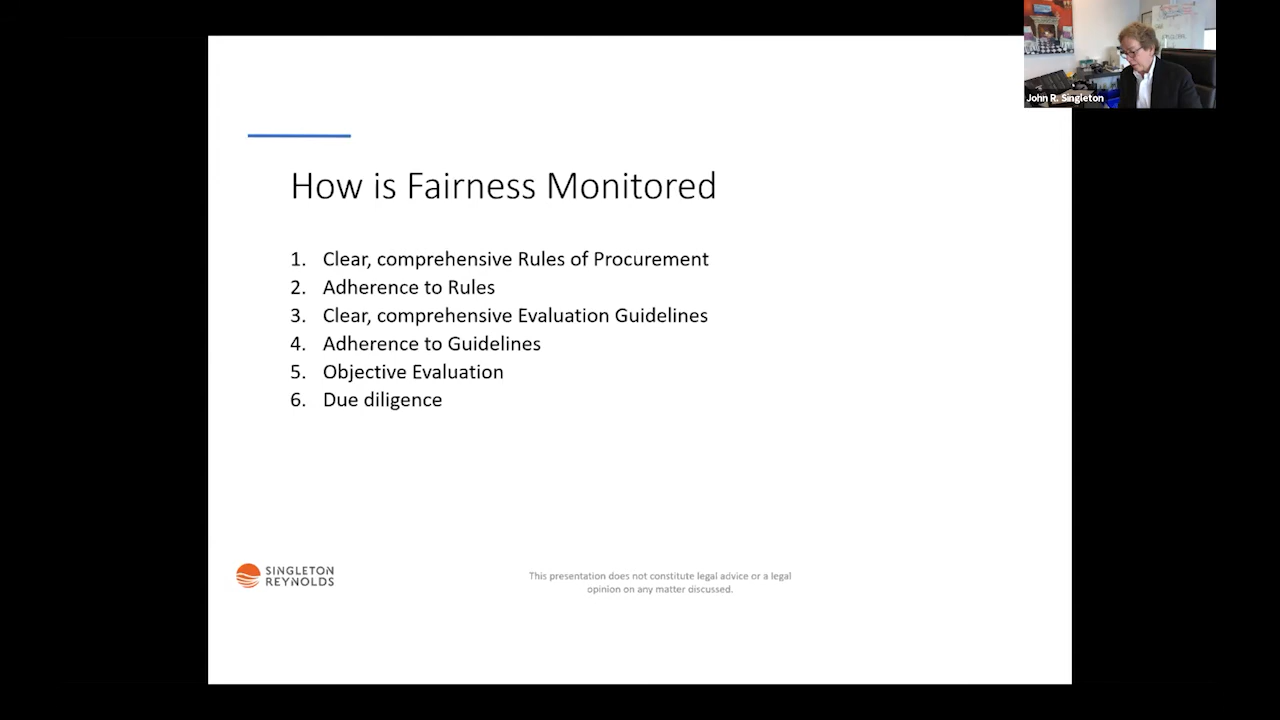 John R. Singleton
How is Fairness Monitored
1. Clear, comprehensive Rules of Procurement
2. Adherence to Rules
3. Clear, comprehensive Evaluation Guidelines
4. Adherence to Guidelines
5. Objective Evaluation
6. Due diligence
SINGLETON
REYNOLDS
This presentation does not constitute legal advice or a legal
opinion on any matter discussed.